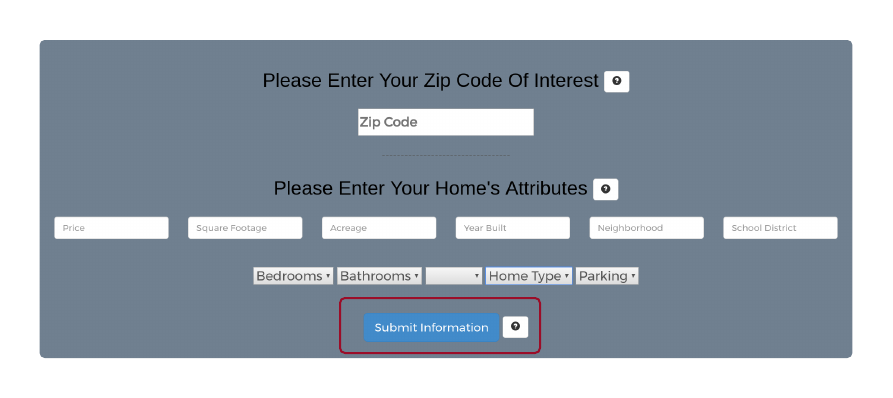 Please Enter Your Zip Code Of Interest ?
Zip Code
Please Enter Your Home's Attributes ?
Price Square Footage Acreage Year Built Neighborhood School District
Bedrooms Bathrooms Home Type Parking
Submit Information ?